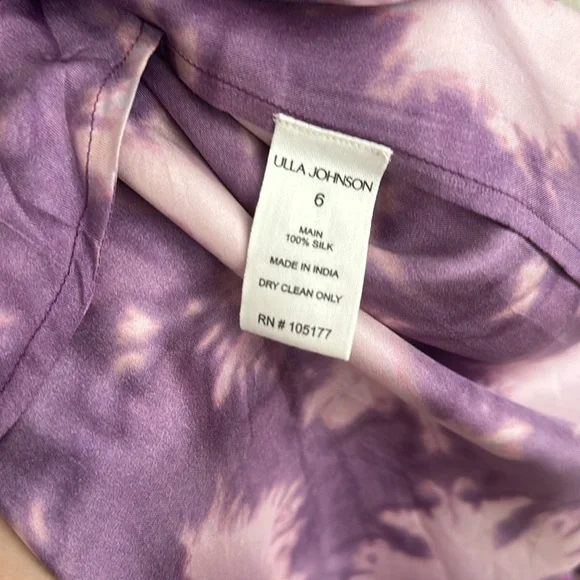 ULLA JOHNSON
6
MAIN
100% SILK
MADE IN INDIA
DRY CLEAN ONLY
RN # 105177